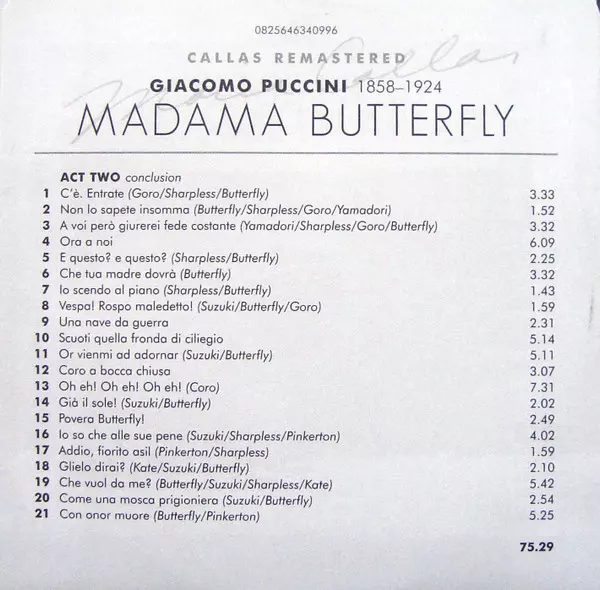 0825646340996
CALLAS REMASTERED
Maria Callas
GIACOMO PUCCINI 1858–1924
MADAMA BUTTERFLY
ACT TWO conclusion
1 C'è. Entrate (Goro/Sharpless/Butterfly) 3.33
2 Non lo sapete insomma (Butterfly/Sharpless/Goro/Yamadori) 1.52
3 A voi però giurerei fede costante (Yamadori/Sharpless/Goro/Butterfly) 3.32
4 Ora a noi 6.09
5 E questo? e questo? (Sharpless/Butterfly) 2.25
6 Che tua madre dovrà (Butterfly) 3.32
7 Io scendo al piano (Sharpless/Butterfly) 1.43
8 Vespa! Rospo maledetto! (Suzuki/Butterfly/Goro) 1.59
9 Una nave da guerra 2.31
10 Scuoti quella fronda di ciliegio 5.14
11 Or vienmi ad adornar (Suzuki/Butterfly) 5.11
12 Coro a bocca chiusa 3.07
13 Oh eh! Oh eh! Oh eh! (Coro) 7.31
14 Già il sole! (Suzuki/Butterfly) 2.02
15 Povera Butterfly! 2.49
16 Io so che alle sue pene (Suzuki/Sharpless/Pinkerton) 4.02
17 Addio, fiorito asil (Pinkerton/Sharpless) 1.59
18 Glielo dirai? (Kate/Suzuki/Butterfly) 2.10
19 Che vuol da me? (Butterfly/Suzuki/Sharpless/Kate) 5.42
20 Come una mosca prigioniera (Suzuki/Butterfly) 2.54
21 Con onor muore (Butterfly/Pinkerton) 5.25
75.29